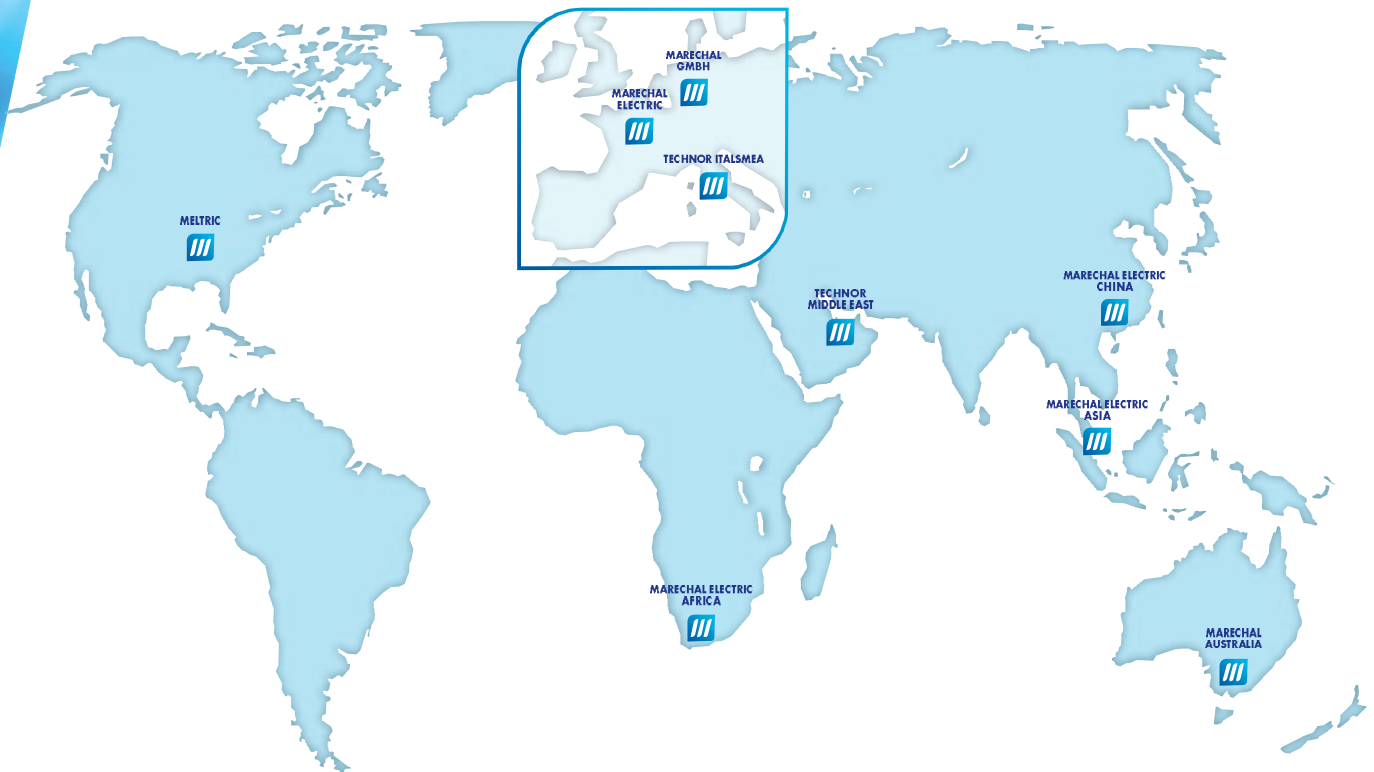 MARECHAL
GMBH
MARECHAL
ELECTRIC
TECHNOR ITALSMEA
MELTRIC
MARECHAL ELECTRIC
CHINA
TECHNOR
MIDDLE EAST
MARECHAL ELECTRIC
ASIA
MARECHAL ELECTRIC
AFRICA
MARECHAL
AUSTRALIA